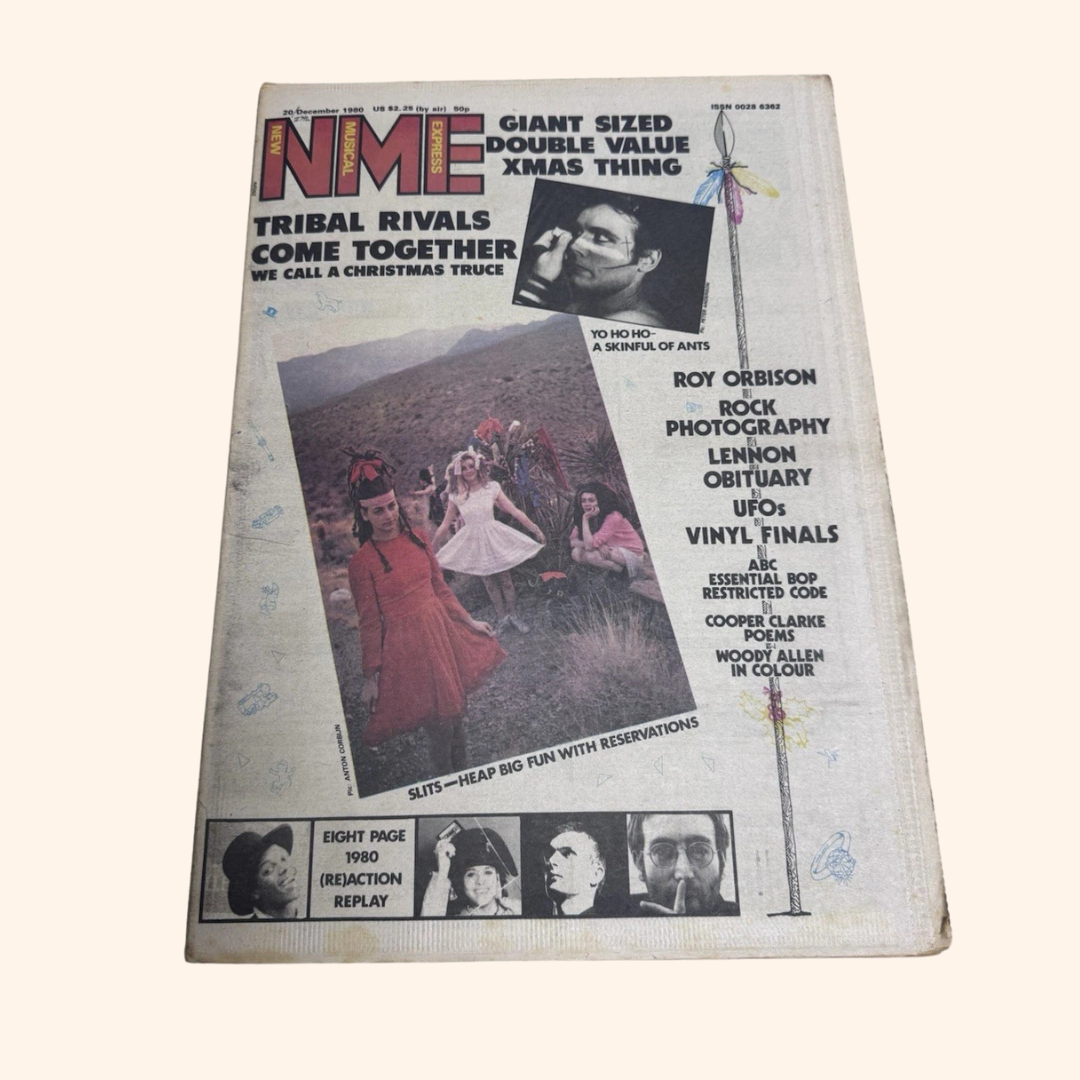 20 December 1980 US $2.25 (by air) 50p
ISSN 0028 6362
NEW MUSICAL EXPRESS
NME
GIANT SIZED
DOUBLE VALUE
XMAS THING
TRIBAL RIVALS
COME TOGETHER
WE CALL A CHRISTMAS TRUCE
YO HO HO–
A SKINFUL OF ANTS
ROY ORBISON
ROCK
PHOTOGRAPHY
LENNON
OBITUARY
UFOs
VINYL FINALS
ABC
ESSENTIAL BOP
RESTRICTED CODE
COOPER CLARKE
POEMS
WOODY ALLEN
IN COLOUR
Pic: ANTON CORBIJN
SLITS—HEAP BIG FUN WITH RESERVATIONS
EIGHT PAGE
1980
(RE)ACTION
REPLAY